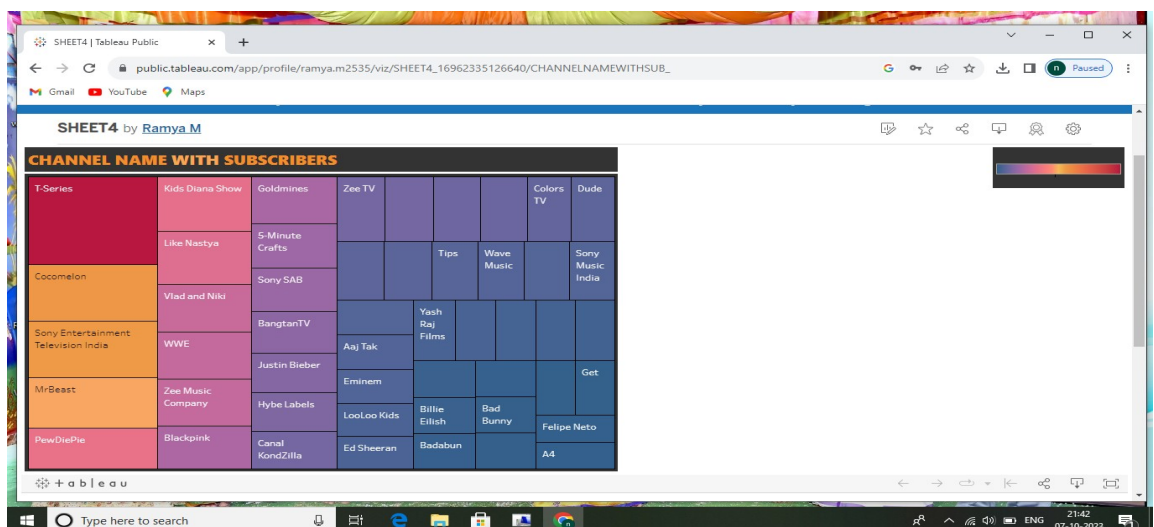 SHEET4 | Tableau Public
public.tableau.com/app/profile/ramya.m2535/viz/SHEET4_16962335126640/CHANNELNAMEWITHSUB_
G
n Paused
Gmail YouTube Maps
SHEET4 by Ramya M
CHANNEL NAME WITH SUBSCRIBERS
T-Series
Cocomelon
Sony Entertainment
Television India
MrBeast
PewDiePie
Kids Diana Show
Like Nastya
Vlad and Niki
WWE
Zee Music
Company
Blackpink
Goldmines
5-Minute
Crafts
Sony SAB
BangtanTV
Justin Bieber
Hybe Labels
Canal
KondZilla
Zee TV
Colors
TV
Dude
Tips
Wave
Music
Sony
Music
India
Aaj Tak
Eminem
LooLoo Kids
Ed Sheeran
Yash
Raj
Films
Billie
Eilish
Badabun
Bad
Bunny
Get
Felipe Neto
A4
+ a b l e a u
Type here to search
ENG
21:42
07-10-2023